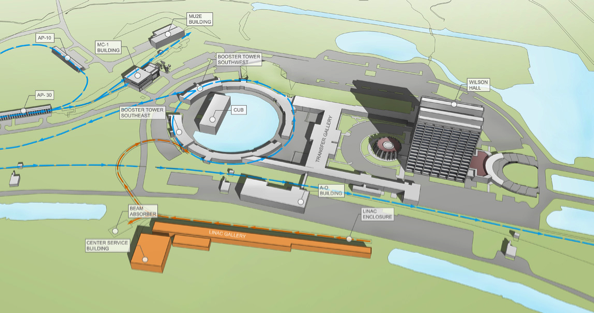 MU2E
BUILDING
AP-10
MC-1
BUILDING
BOOSTER TOWER
SOUTHWEST
WILSON
HALL
AP- 30
BOOSTER TOWER
SOUTHEAST
CUB
TRANSFER GALLERY
A-0
BUILDING
BEAM
ABSORBER
LINAC
ENCLOSURE
LINAC GALLERY
CENTER SERVICE
BUILDING